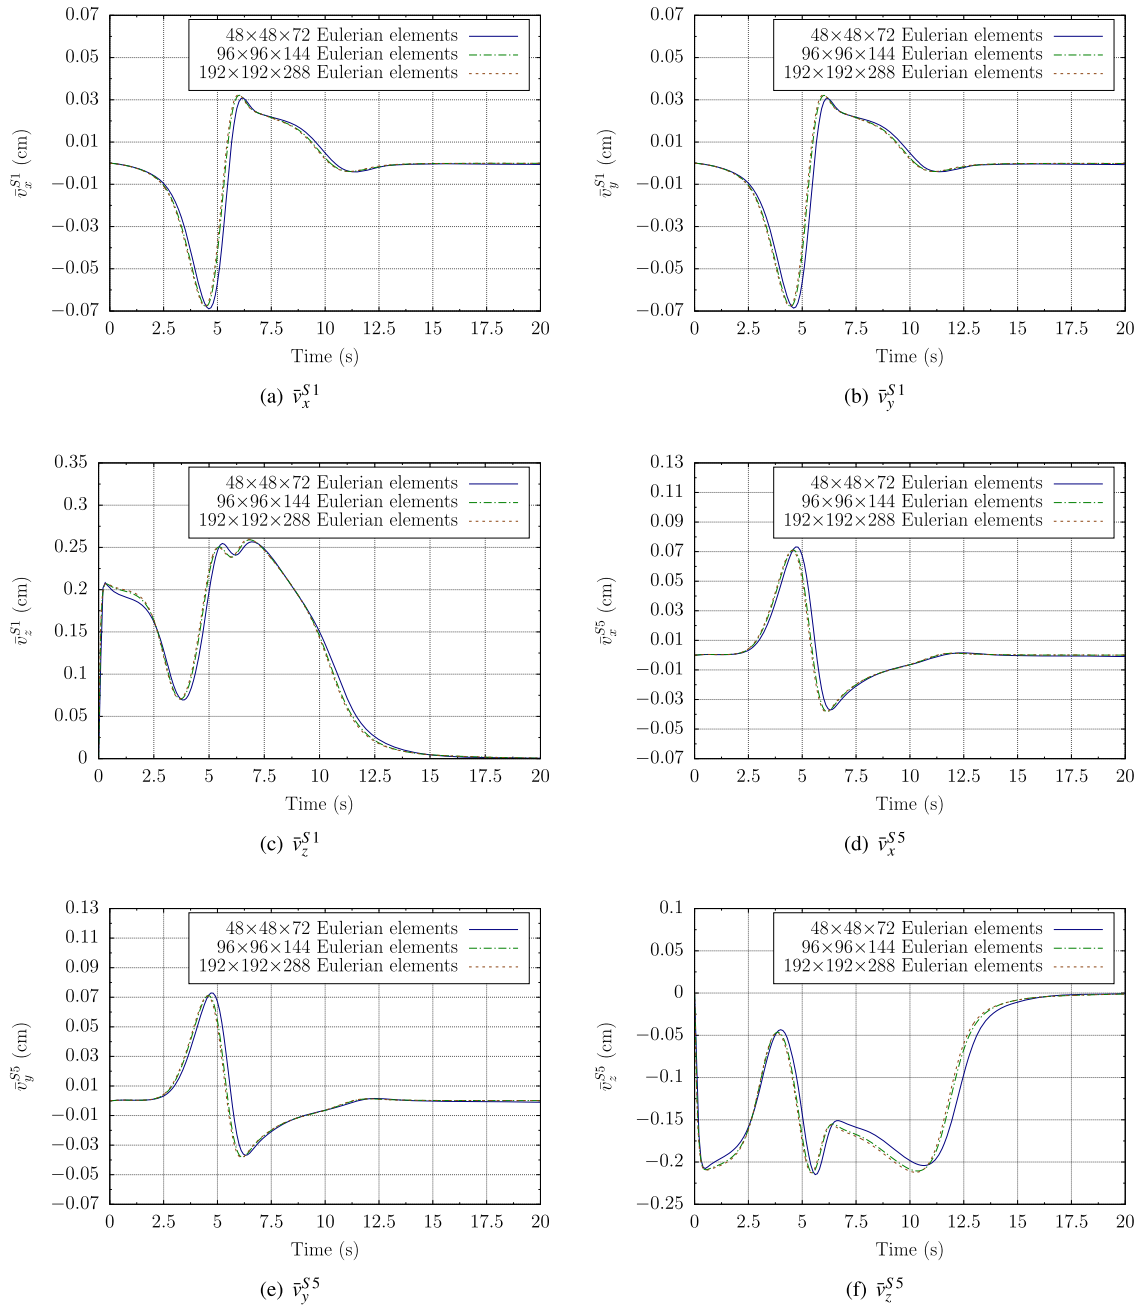 0.07
0.05
0.03
0.01
−0.01
−0.03
−0.05
−0.07
v̄_x^{S1} (cm)
48×48×72 Eulerian elements
96×96×144 Eulerian elements
192×192×288 Eulerian elements
0 2.5 5 7.5 10 12.5 15 17.5 20
Time (s)
(a) v̄_x^{S1}
0.07
0.05
0.03
0.01
−0.01
−0.03
−0.05
−0.07
v̄_y^{S1} (cm)
48×48×72 Eulerian elements
96×96×144 Eulerian elements
192×192×288 Eulerian elements
0 2.5 5 7.5 10 12.5 15 17.5 20
Time (s)
(b) v̄_y^{S1}
0.35
0.3
0.25
0.2
0.15
0.1
0.05
0
v̄_z^{S1} (cm)
48×48×72 Eulerian elements
96×96×144 Eulerian elements
192×192×288 Eulerian elements
0 2.5 5 7.5 10 12.5 15 17.5 20
Time (s)
(c) v̄_z^{S1}
0.13
0.11
0.09
0.07
0.05
0.03
0.01
−0.01
−0.03
−0.05
−0.07
v̄_x^{S5} (cm)
48×48×72 Eulerian elements
96×96×144 Eulerian elements
192×192×288 Eulerian elements
0 2.5 5 7.5 10 12.5 15 17.5 20
Time (s)
(d) v̄_x^{S5}
0.13
0.11
0.09
0.07
0.05
0.03
0.01
−0.01
−0.03
−0.05
−0.07
v̄_y^{S5} (cm)
48×48×72 Eulerian elements
96×96×144 Eulerian elements
192×192×288 Eulerian elements
0 2.5 5 7.5 10 12.5 15 17.5 20
Time (s)
(e) v̄_y^{S5}
0.1
0.05
0
−0.05
−0.1
−0.15
−0.2
−0.25
v̄_z^{S5} (cm)
48×48×72 Eulerian elements
96×96×144 Eulerian elements
192×192×288 Eulerian elements
0 2.5 5 7.5 10 12.5 15 17.5 20
Time (s)
(f) v̄_z^{S5}